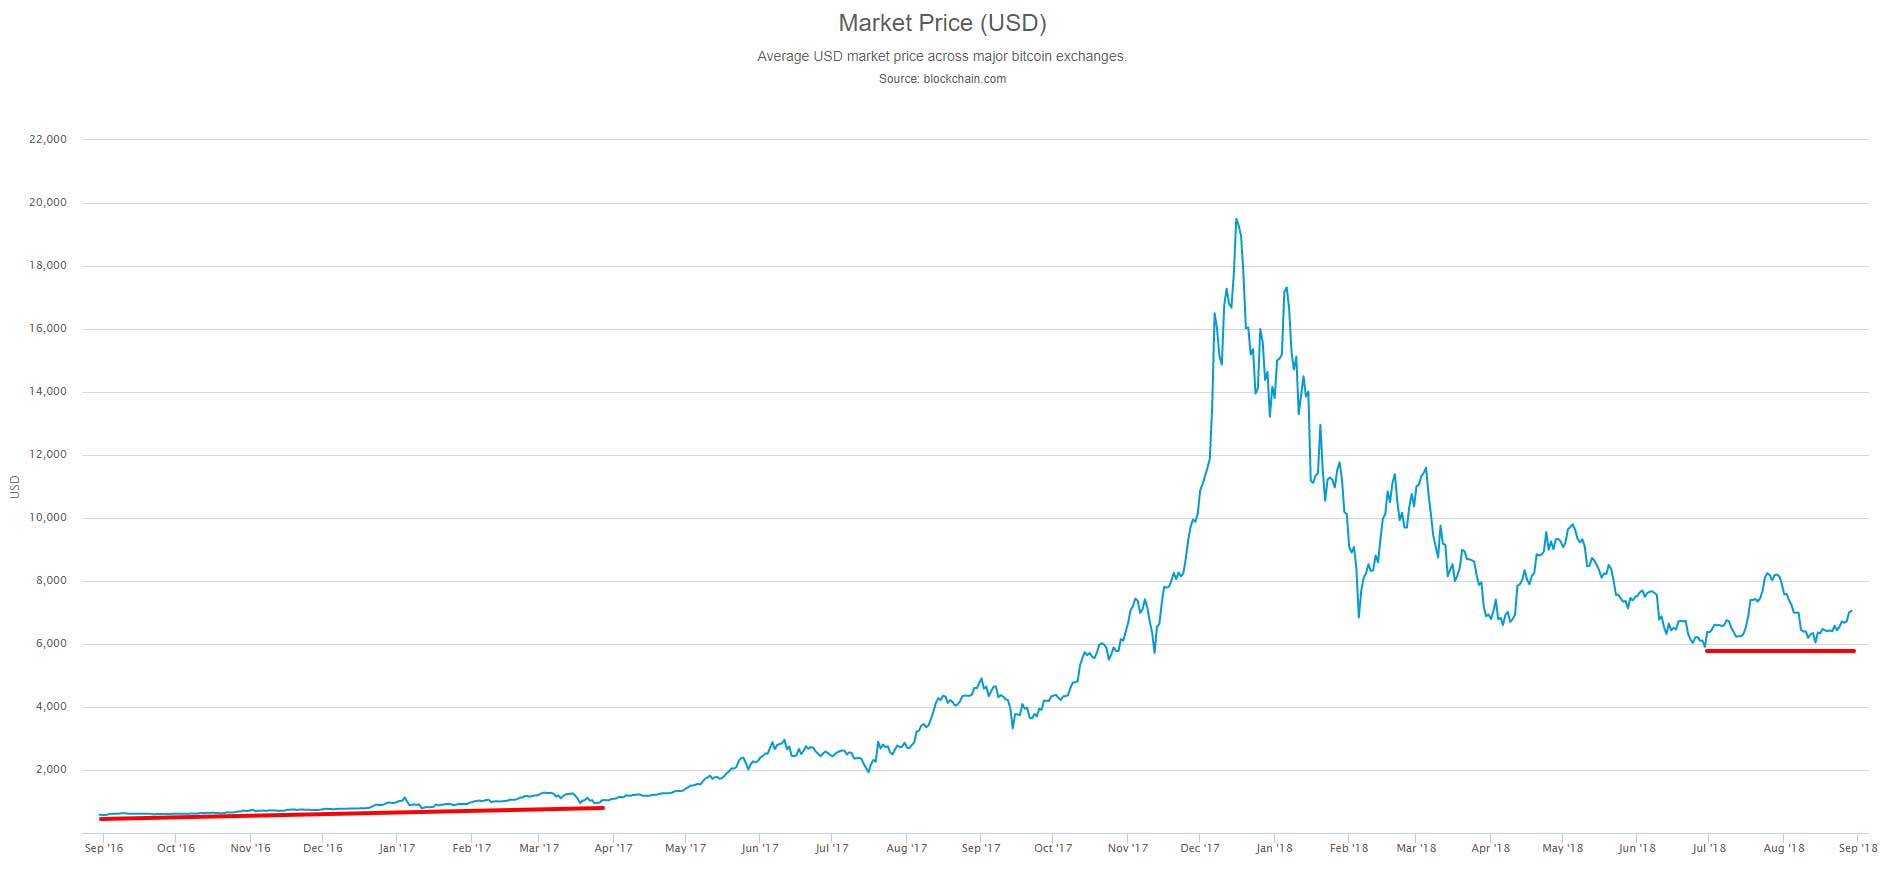 Market Price (USD)
Average USD market price across major bitcoin exchanges.
Source: blockchain.com
22,000
20,000
18,000
16,000
14,000
12,000
10,000
8,000
6,000
4,000
2,000
USD
Sep '16 Oct '16 Nov '16 Dec '16 Jan '17 Feb '17 Mar '17 Apr '17 May '17 Jun '17 Jul '17 Aug '17 Sep '17 Oct '17 Nov '17 Dec '17 Jan '18 Feb '18 Mar '18 Apr '18 May '18 Jun '18 Jul '18 Aug '18 Sep '18